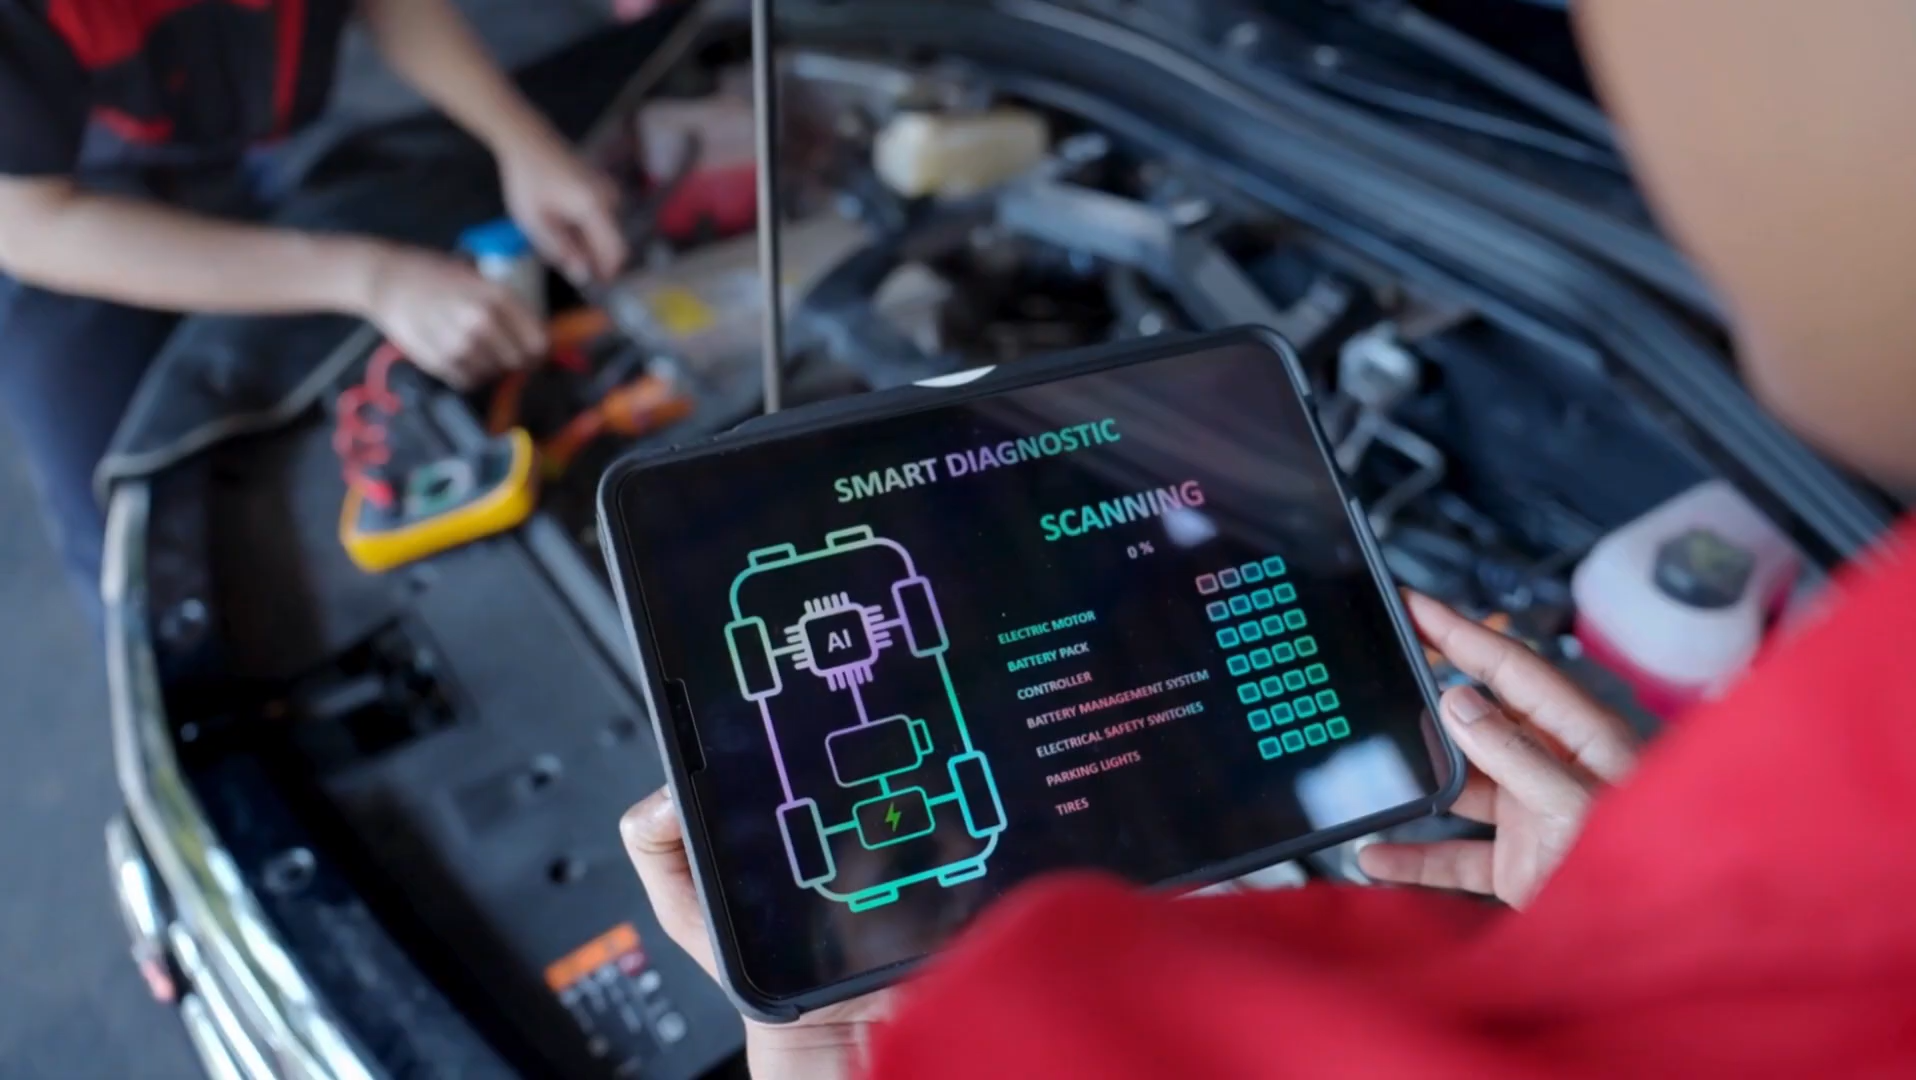 SMART DIAGNOSTIC
SCANNING
0 %
AI
ELECTRIC MOTOR
BATTERY PACK
CONTROLLER
BATTERY MANAGEMENT SYSTEM
ELECTRICAL SAFETY SWITCHES
PARKING LIGHTS
TIRES